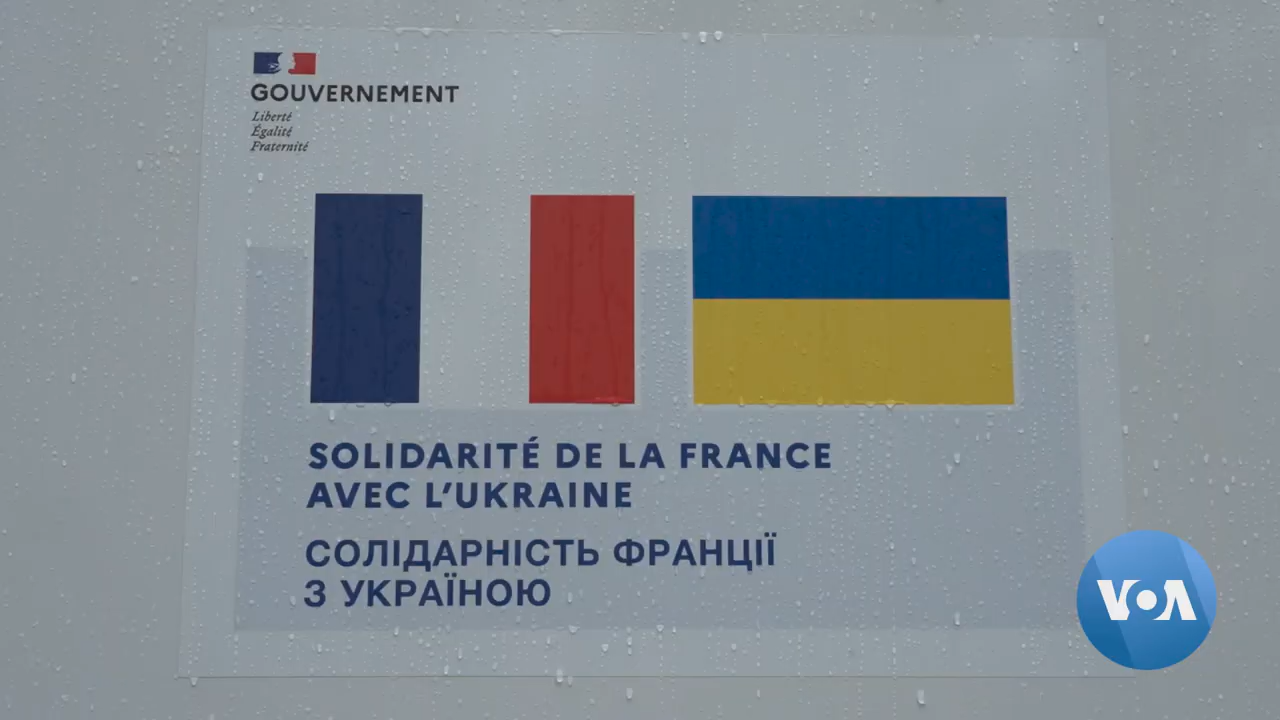 GOUVERNEMENT
Liberté
Égalité
Fraternité
SOLIDARITÉ DE LA FRANCE
AVEC L'UKRAINE
СОЛІДАРНІСТЬ ФРАНЦІЇ
З УКРАЇНОЮ
VOA